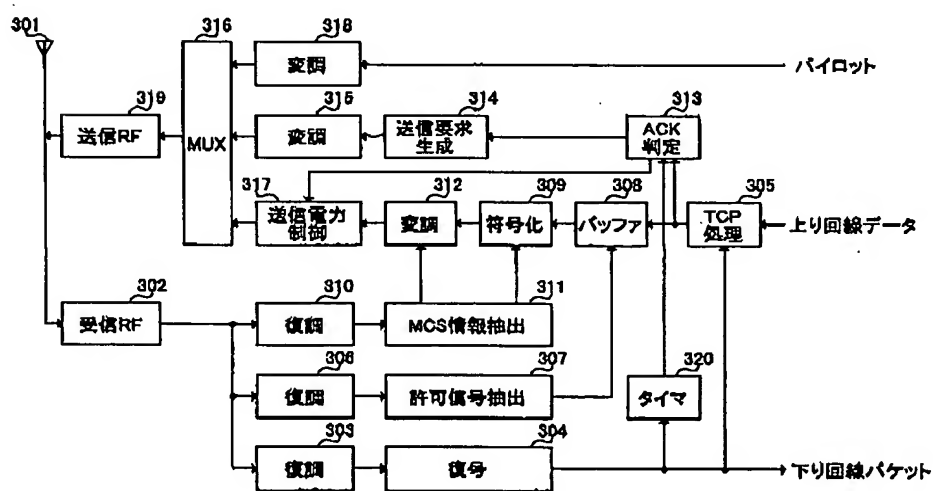 301
316
318
変調
パイロット
319
送信RF
MUX
315
変調
314
送信要求
生成
313
ACK
判定
317
送信電力
制御
312
変調
309
符号化
308
バッファ
305
TCP
処理
上り回線データ
302
受信RF
310
復調
311
MCS情報抽出
306
復調
307
許可信号抽出
320
タイマ
303
復調
304
復号
下り回線パケット